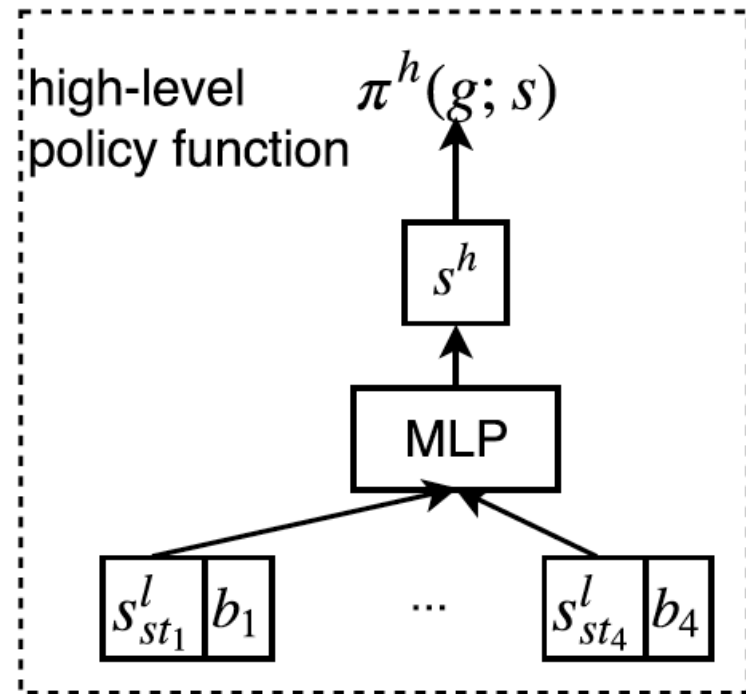 high-level
policy function
π^h(g; s)
s^h
MLP
s^l_{st_1} b_1 ... s^l_{st_4} b_4